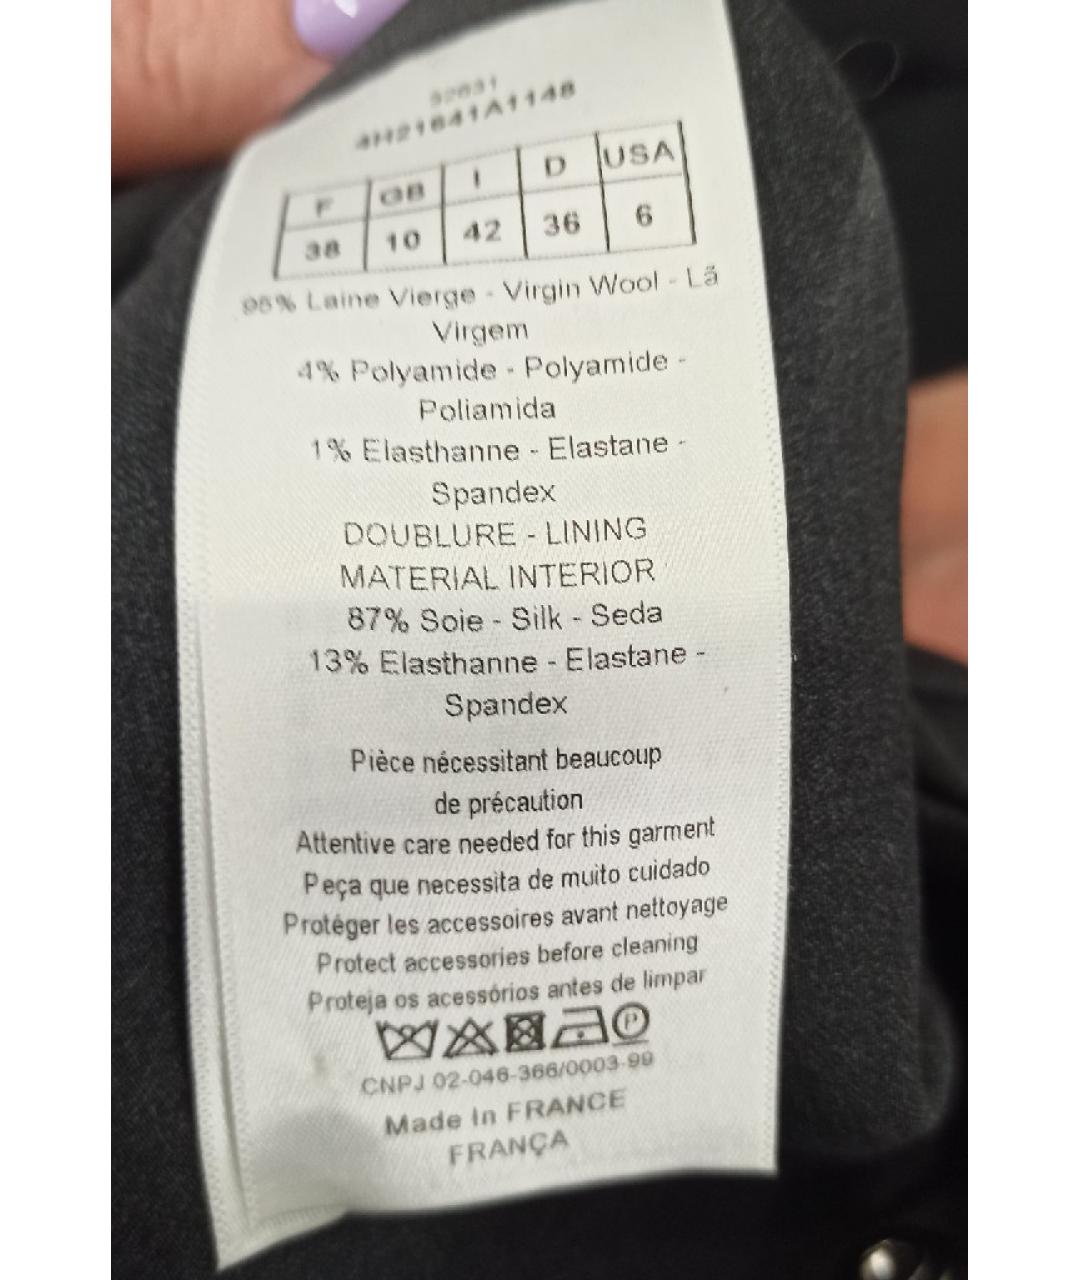 4H21641A1148
F GB I D USA
38 10 42 36 6
95% Laine Vierge - Virgin Wool - Lã
Virgem
4% Polyamide - Polyamide -
Poliamida
1% Elasthanne - Elastane -
Spandex
DOUBLURE - LINING
MATERIAL INTERIOR
87% Soie - Silk - Seda
13% Elasthanne - Elastane -
Spandex
Pièce nécessitant beaucoup
de précaution
Attentive care needed for this garment
Peça que necessita de muito cuidado
Protéger les accessoires avant nettoyage
Protect accessories before cleaning
Proteja os acessórios antes de limpar
P
CNPJ 02-046-366/0003-99
Made in FRANCE
FRANÇA